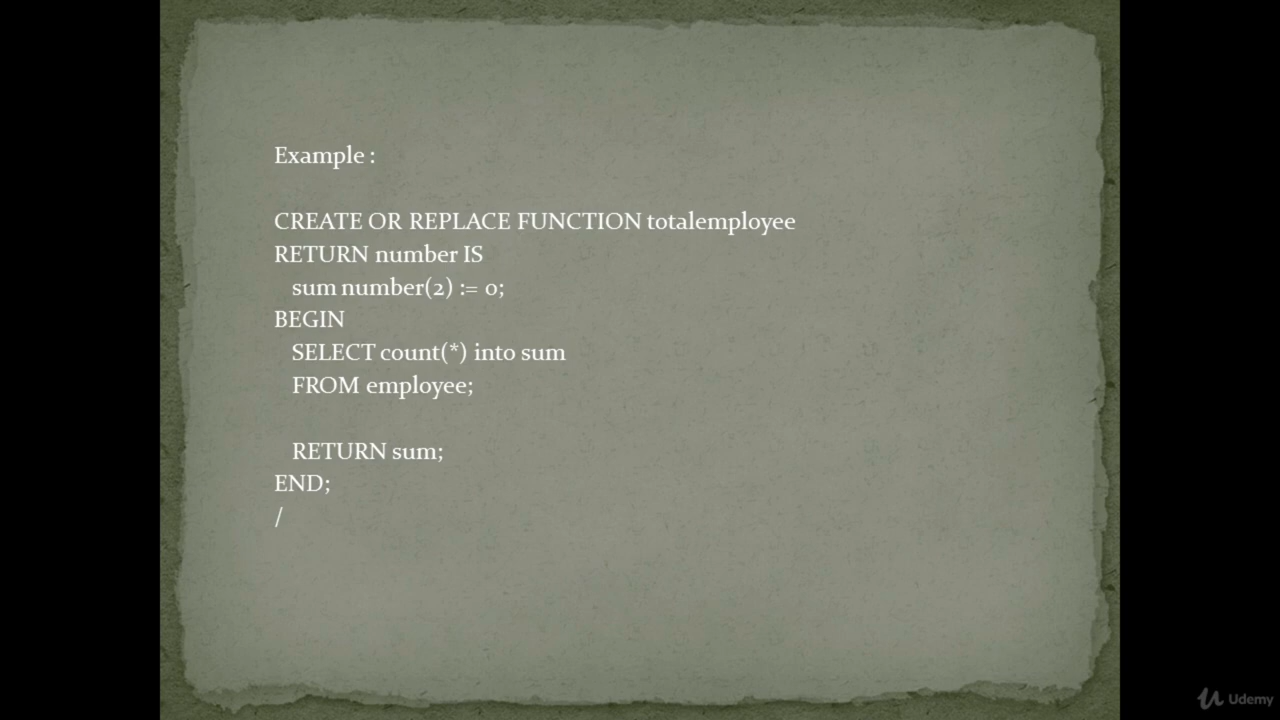 Example :
CREATE OR REPLACE FUNCTION totalemployee
RETURN number IS
sum number(2) := 0;
BEGIN
SELECT count(*) into sum
FROM employee;
RETURN sum;
END;
/
Udemy